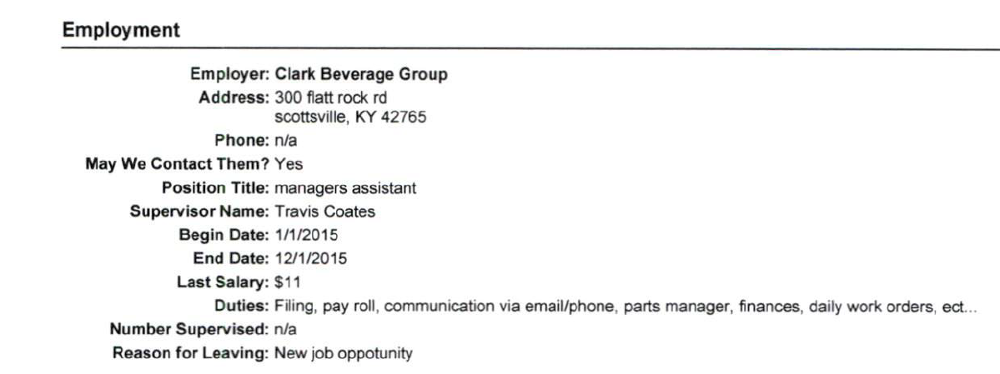 Employment
Employer: Clark Beverage Group
Address: 300 flatt rock rd
scottsville, KY 42765
Phone: n/a
May We Contact Them? Yes
Position Title: managers assistant
Supervisor Name: Travis Coates
Begin Date: 1/1/2015
End Date: 12/1/2015
Last Salary: $11
Duties: Filing, pay roll, communication via email/phone, parts manager, finances, daily work orders, ect...
Number Supervised: n/a
Reason for Leaving: New job oppotunity